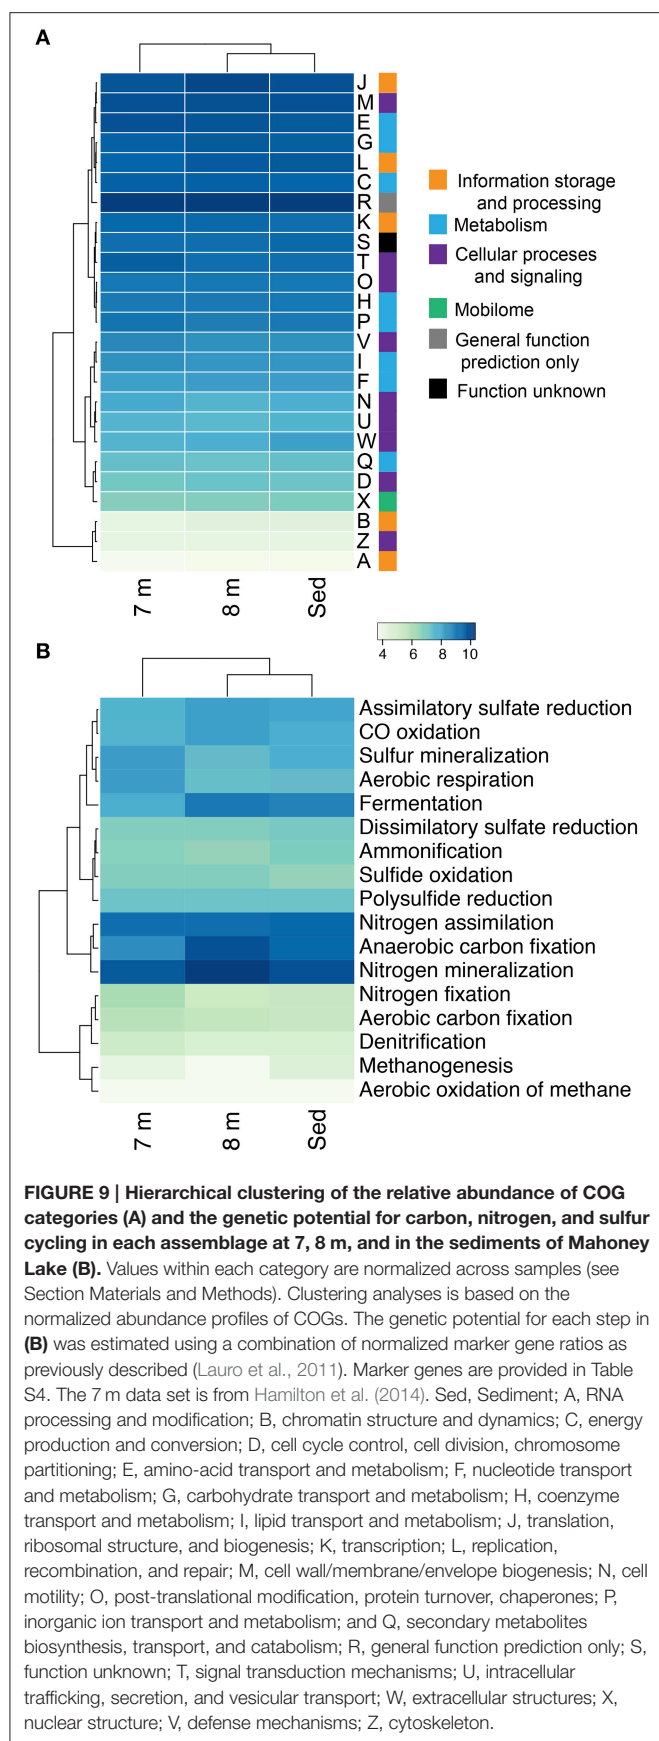 A
J
M
E
G
L
C
R
K
S
T
O
H
P
V
I
F
N
U
W
Q
D
X
B
Z
A
7 m
8 m
Sed
Information storage
and processing
Metabolism
Cellular proceses
and signaling
Mobilome
General function
prediction only
Function unknown
4 6 8 10
B
Assimilatory sulfate reduction
CO oxidation
Sulfur mineralization
Aerobic respiration
Fermentation
Dissimilatory sulfate reduction
Ammonification
Sulfide oxidation
Polysulfide reduction
Nitrogen assimilation
Anaerobic carbon fixation
Nitrogen mineralization
Nitrogen fixation
Aerobic carbon fixation
Denitrification
Methanogenesis
Aerobic oxidation of methane
7 m
8 m
Sed
FIGURE 9 | Hierarchical clustering of the relative abundance of COG
categories (A) and the genetic potential for carbon, nitrogen, and sulfur
cycling in each assemblage at 7, 8 m, and in the sediments of Mahoney
Lake (B). Values within each category are normalized across samples (see
Section Materials and Methods). Clustering analyses is based on the
normalized abundance profiles of COGs. The genetic potential for each step in
(B) was estimated using a combination of normalized marker gene ratios as
previously described (Lauro et al., 2011). Marker genes are provided in Table
S4. The 7 m data set is from Hamilton et al. (2014). Sed, Sediment; A, RNA
processing and modification; B, chromatin structure and dynamics; C, energy
production and conversion; D, cell cycle control, cell division, chromosome
partitioning; E, amino-acid transport and metabolism; F, nucleotide transport
and metabolism; G, carbohydrate transport and metabolism; H, coenzyme
transport and metabolism; I, lipid transport and metabolism; J, translation,
ribosomal structure, and biogenesis; K, transcription; L, replication,
recombination, and repair; M, cell wall/membrane/envelope biogenesis; N, cell
motility; O, post-translational modification, protein turnover, chaperones; P,
inorganic ion transport and metabolism; and Q, secondary metabolites
biosynthesis, transport, and catabolism; R, general function prediction only; S,
function unknown; T, signal transduction mechanisms; U, intracellular
trafficking, secretion, and vesicular transport; W, extracellular structures; X,
nuclear structure; V, defense mechanisms; Z, cytoskeleton.